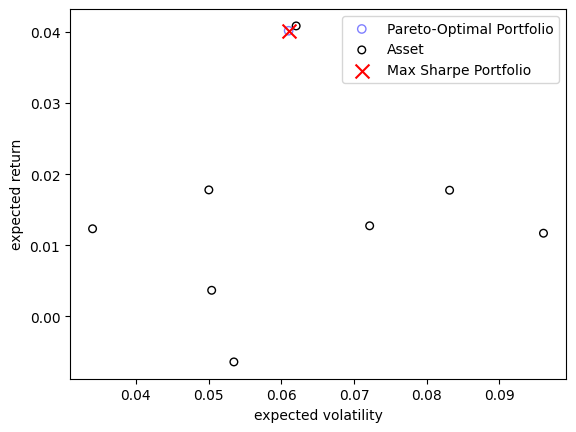 Pareto-Optimal Portfolio
Asset
Max Sharpe Portfolio
expected return
0.04
0.03
0.02
0.01
0.00
0.04 0.05 0.06 0.07 0.08 0.09
expected volatility